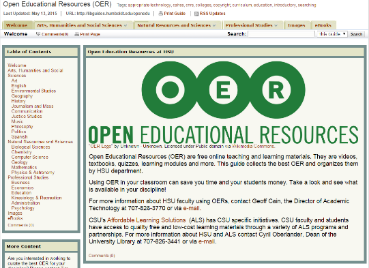 Open Educational Resources (OER)
Last Updated: May 11, 2015 URL: Print Guide RSS Updates
Welcome Arts, Humanities and Social Sciences Natural Resources and Sciences Professional Studies Images eBooks
Welcome Comments(0) Print Page Search: This Guide Search
Table of Contents
Welcome
Arts, Humanities and Social
Sciences
Art
English
Environmental Studies
Geography
History
Journalism and Mass
Communication
Justice Studies
Music
Philosophy
Politics
Spanish
Natural Resources and Sciences
Biological Sciences
Chemistry
Computer Science
Geology
Mathematics
Physics & Astronomy
Professional Studies
Business
Economics
Education
Kinesiology & Recreation
Administration
Psychology
Images
eBooks
Comments (0)
More Content
Are you interested in working to
curate the best OER for your
Open Educational Resources at HSU
OER
OPEN EDUCATIONAL RESOURCES
"OER Logo" by Unknown - Unknown. Licensed under Public domain via Wikimedia Commons.
Open Educational Resources (OER) are free online teaching and learning materials. They are videos,
textbooks, quizzes, learning modules and more. This guide collects the best OER and organizes them
by HSU department.
Using OER in your classroom can save you time and your students money. Take a look and see what
is available in your discipline!
For more information about HSU faculty using OERs, contact Geoff Cain, the Director of Academic
Technology at 707-826-3770 or via e-mail.
CSU's Affordable Learning Solutions (ALS) has CSU specific initiatives. CSU faculty and students
have access to quality free and low-cost learning materials through a variety of ALS programs and
partnerships. For more information about HSU and ALS contact Cyril Oberlander, Dean of the
University Library at 707-826-3441 or via e-mail.
Comments (0)